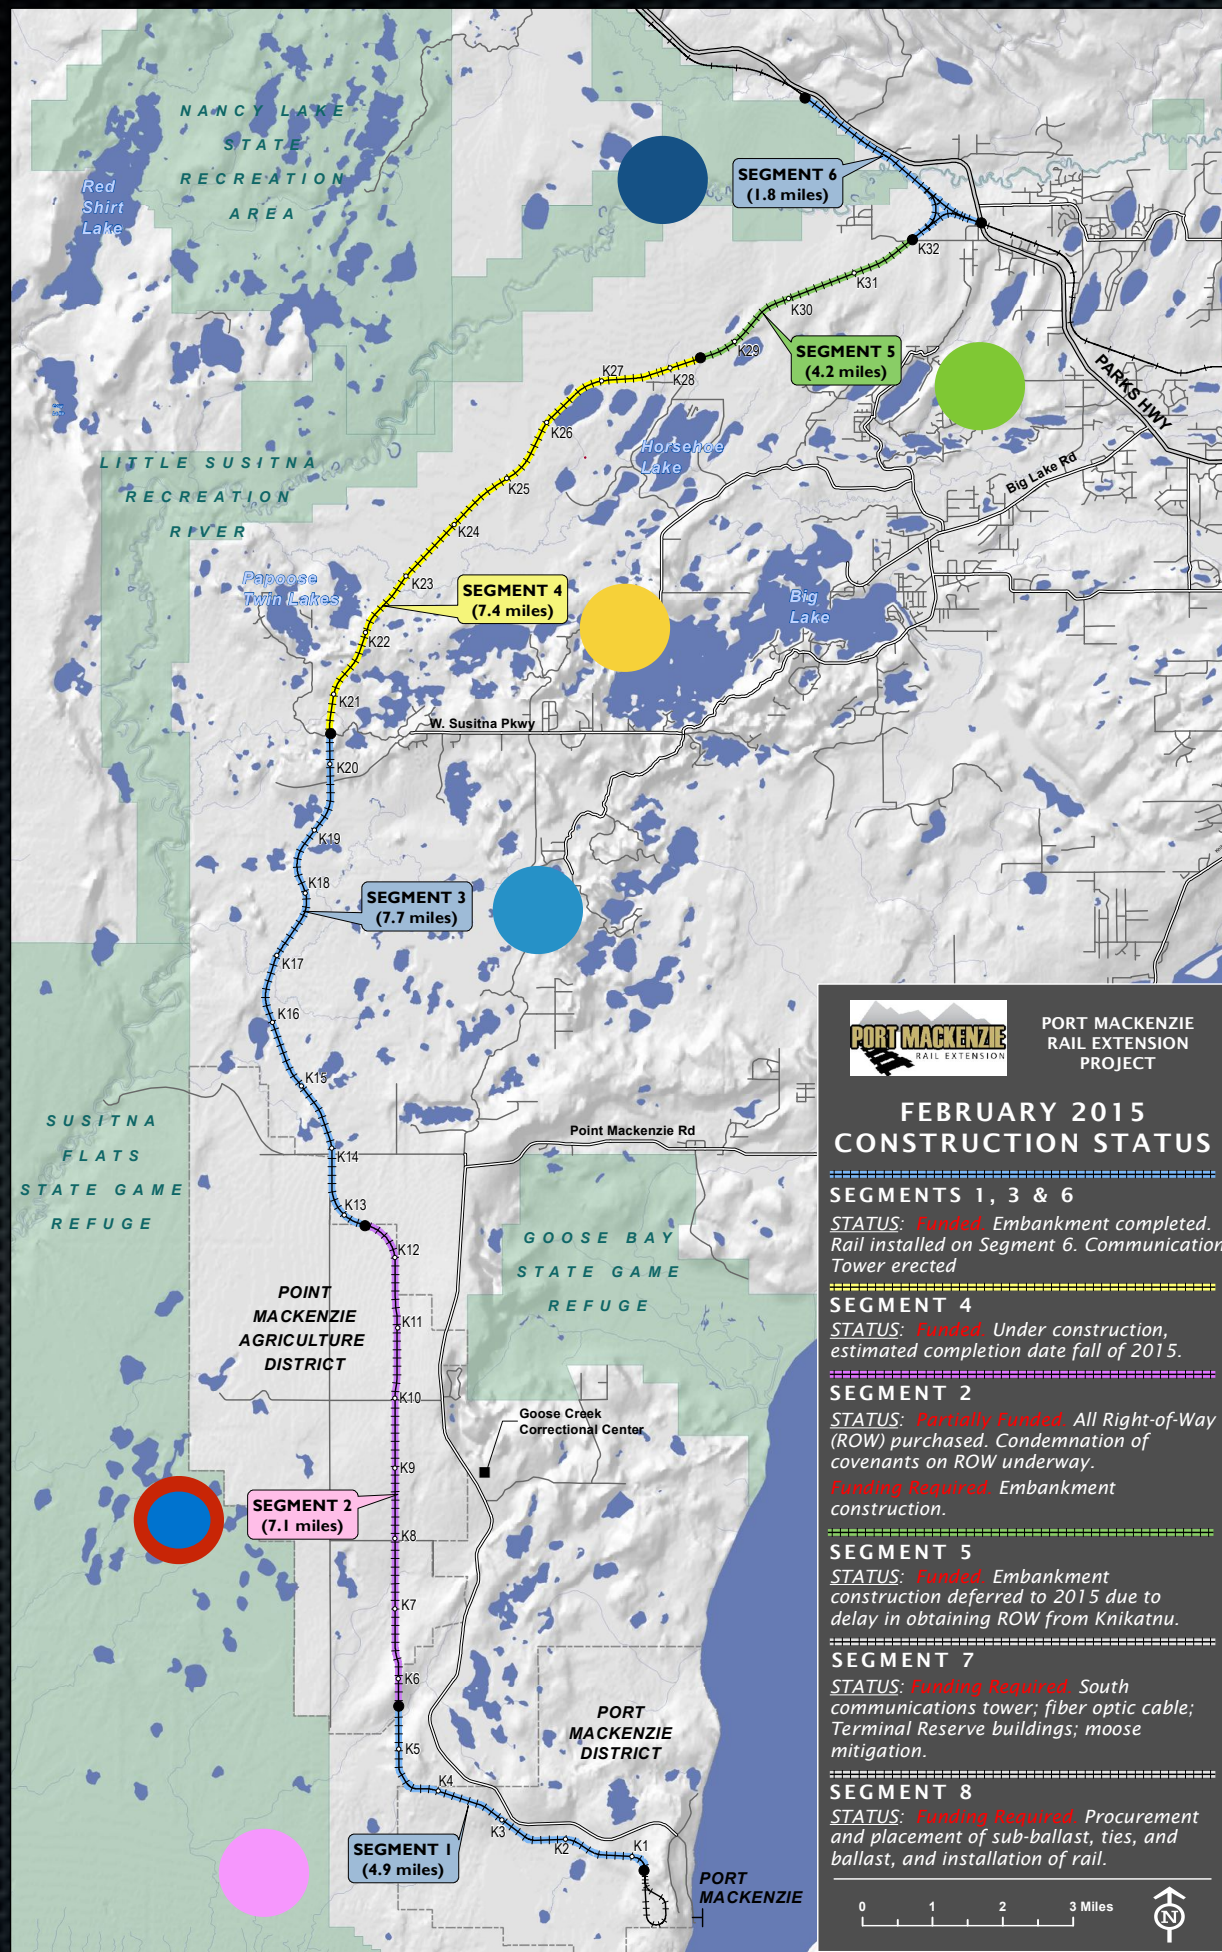 NANCY LAKE
STATE
RECREATION
AREA
Red
Shirt
Lake
SEGMENT 6
(1.8 miles)
K32
K31
K30
K29
SEGMENT 5
(4.2 miles)
PARKS HWY
K28
K27
K26
Horsehoe
Lake
K25
Big Lake Rd
LITTLE SUSITNA
RECREATION
RIVER
K24
K23
Papoose
Twin Lakes
SEGMENT 4
(7.4 miles)
Big
Lake
K22
K21
W. Susitna Pkwy
K20
K19
K18
SEGMENT 3
(7.7 miles)
K17
K16
K15
SUSITNA
FLATS
STATE GAME
REFUGE
Point Mackenzie Rd
K14
K13
K12
GOOSE BAY
STATE GAME
REFUGE
POINT
MACKENZIE
AGRICULTURE
DISTRICT
K11
K10
Goose Creek
Correctional Center
K9
SEGMENT 2
(7.1 miles)
K8
K7
K6
PORT
MACKENZIE
DISTRICT
K5
K4
K3
K2
K1
SEGMENT 1
(4.9 miles)
PORT
MACKENZIE
PORT MACKENZIE
RAIL EXTENSION
PORT MACKENZIE
RAIL EXTENSION
PROJECT
FEBRUARY 2015
CONSTRUCTION STATUS
SEGMENTS 1, 3 & 6
STATUS: Funded. Embankment completed.
Rail installed on Segment 6. Communication
Tower erected
SEGMENT 4
STATUS: Funded. Under construction,
estimated completion date fall of 2015.
SEGMENT 2
STATUS: Partially Funded. All Right-of-Way
(ROW) purchased. Condemnation of
covenants on ROW underway.
Funding Required. Embankment
construction.
SEGMENT 5
STATUS: Funded. Embankment
construction deferred to 2015 due to
delay in obtaining ROW from Knikatnu.
SEGMENT 7
STATUS: Funding Required. South
communications tower; fiber optic cable;
Terminal Reserve buildings; moose
mitigation.
SEGMENT 8
STATUS: Funding Required. Procurement
and placement of sub-ballast, ties, and
ballast, and installation of rail.
0 1 2 3 Miles
N